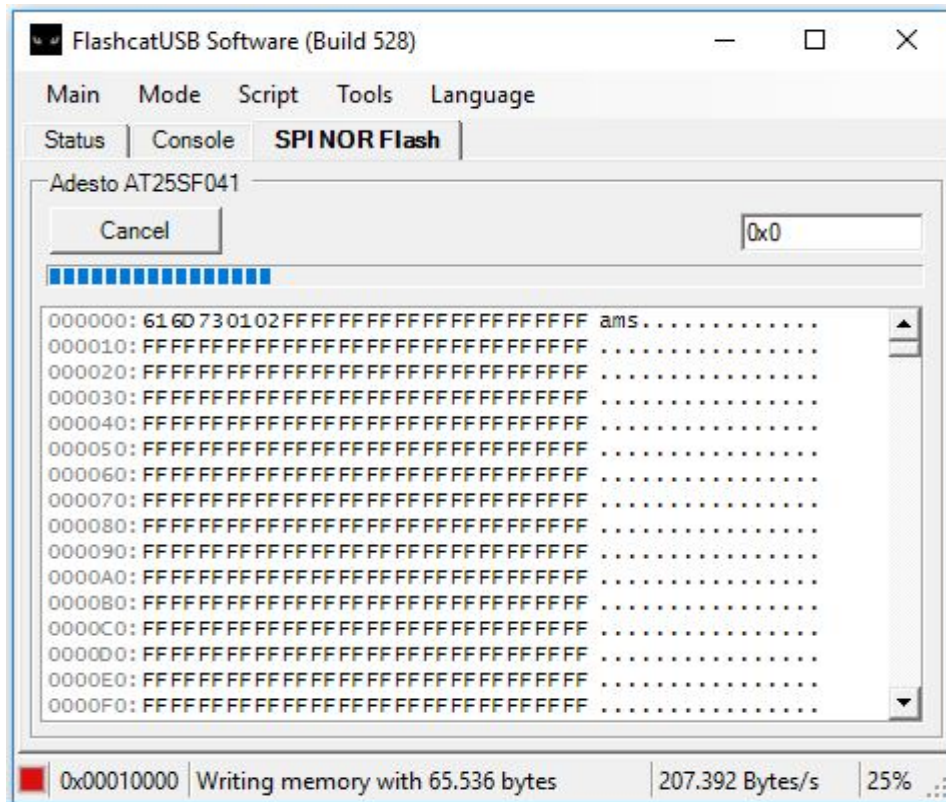 FlashcatUSB Software (Build 528)
Main Mode Script Tools Language
Status Console SPI NOR Flash
Adesto AT25SF041
Cancel 0x0
000000:616D730102FFFFFFFFFFFFFFFFFFFFFF ams.............
000010:FFFFFFFFFFFFFFFFFFFFFFFFFFFFFFFF ................
000020:FFFFFFFFFFFFFFFFFFFFFFFFFFFFFFFF ................
000030:FFFFFFFFFFFFFFFFFFFFFFFFFFFFFFFF ................
000040:FFFFFFFFFFFFFFFFFFFFFFFFFFFFFFFF ................
000050:FFFFFFFFFFFFFFFFFFFFFFFFFFFFFFFF ................
000060:FFFFFFFFFFFFFFFFFFFFFFFFFFFFFFFF ................
000070:FFFFFFFFFFFFFFFFFFFFFFFFFFFFFFFF ................
000080:FFFFFFFFFFFFFFFFFFFFFFFFFFFFFFFF ................
000090:FFFFFFFFFFFFFFFFFFFFFFFFFFFFFFFF ................
0000A0:FFFFFFFFFFFFFFFFFFFFFFFFFFFFFFFF ................
0000B0:FFFFFFFFFFFFFFFFFFFFFFFFFFFFFFFF ................
0000C0:FFFFFFFFFFFFFFFFFFFFFFFFFFFFFFFF ................
0000D0:FFFFFFFFFFFFFFFFFFFFFFFFFFFFFFFF ................
0000E0:FFFFFFFFFFFFFFFFFFFFFFFFFFFFFFFF ................
0000F0:FFFFFFFFFFFFFFFFFFFFFFFFFFFFFFFF ................
0x00010000 Writing memory with 65.536 bytes 207.392 Bytes/s 25%